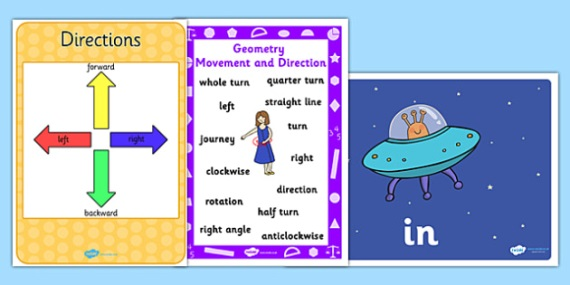 Directions
forward
left
right
backward
Geometry
Movement and Direction
whole turn
quarter turn
left
straight line
journey
turn
right
clockwise
direction
rotation
half turn
right angle
anticlockwise
in